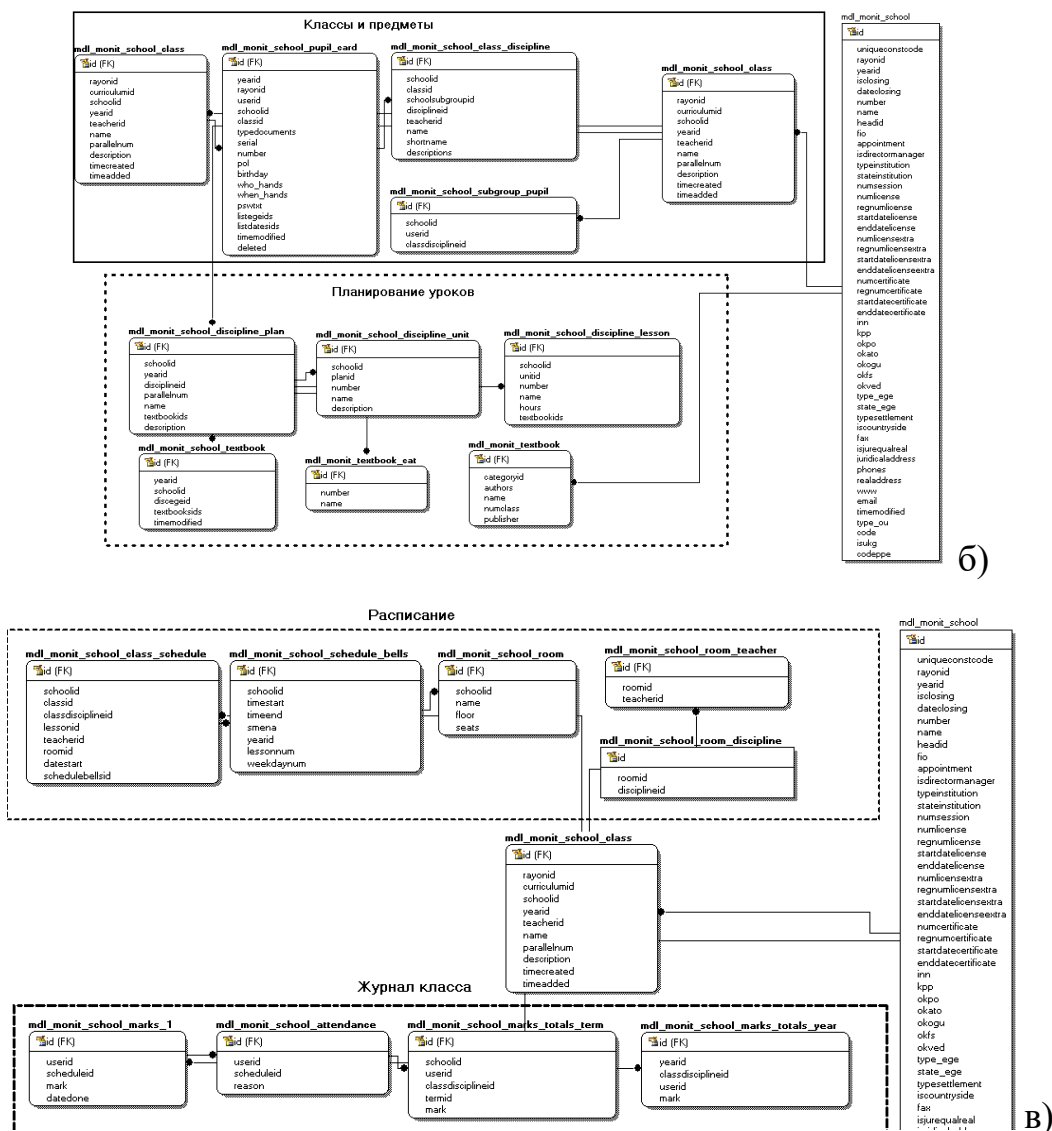 Классы и предметы
mdl_monit_school_class
id (FK)
rayonid
curriculumid
schoolid
yearid
teacherid
name
parallelnum
description
timecreated
timeadded
mdl_monit_school_pupil_card
id (FK)
yearid
rayonid
userid
schoolid
classid
typedocuments
serial
number
pol
birthday
who_hands
when_hands
pswtxt
listegeids
listdatesids
timemodified
deleted
mdl_monit_school_class_discipline
id (FK)
schoolid
classid
schoolsubgroupid
disciplineid
teacherid
name
shortname
descriptions
mdl_monit_school_subgroup_pupil
id (FK)
schoolid
userid
classdisciplineid
mdl_monit_school_class
id (FK)
rayonid
curriculumid
schoolid
yearid
teacherid
name
parallelnum
description
timecreated
timeadded
mdl_monit_school
id
uniqueconstcode
rayonid
yearid
isclosing
dateclosing
number
name
headid
fio
appointment
isdirectormanager
typeinstitution
stateinstitution
numsession
numlicense
regnumlicense
startdatelicense
enddatelicense
numlicensextra
regnumlicensextra
startdatelicensextra
enddatelicenseextra
numcertificate
regnumcertificate
startdatecertificate
enddatecertificate
inn
kpp
okpo
okato
okogu
okfs
okved
type_ege
state_ege
typesettlement
iscountryside
fax
isjurequalreal
iuridicaladdress
phones
realaddress
www
email
timemodified
type_ou
code
isukg
codeppe
Планирование уроков
mdl_monit_school_discipline_plan
id (FK)
schoolid
yearid
disciplineid
parallelnum
name
textbookids
description
mdl_monit_school_discipline_unit
id (FK)
schoolid
planid
number
name
description
mdl_monit_school_discipline_lesson
id (FK)
schoolid
unitid
number
name
hours
textbookids
mdl_monit_school_textbook
id (FK)
yearid
schoolid
discegeid
textbooksids
timemodified
mdl_monit_textbook_cat
id (FK)
number
name
mdl_monit_textbook
id (FK)
categoryid
authors
name
numclass
publisher
б)
Расписание
mdl_monit_school_class_schedule
id (FK)
schoolid
classid
classdisciplineid
lessonid
teacherid
roomid
datestart
schedulebellsid
mdl_monit_school_schedule_bells
id (FK)
schoolid
timestart
timeend
smena
yearid
lessonnum
weekdaynum
mdl_monit_school_room
id (FK)
schoolid
name
floor
seats
mdl_monit_school_room_teacher
id (FK)
roomid
teacherid
mdl_monit_school_room_discipline
id
roomid
disciplineid
mdl_monit_school_class
id (FK)
rayonid
curriculumid
schoolid
yearid
teacherid
name
parallelnum
description
timecreated
timeadded
mdl_monit_school
id
uniqueconstcode
rayonid
yearid
isclosing
dateclosing
number
name
headid
fio
appointment
isdirectormanager
typeinstitution
stateinstitution
numsession
numlicense
regnumlicense
startdatelicense
enddatelicense
numlicensextra
regnumlicensextra
startdatelicensextra
enddatelicenseextra
numcertificate
regnumcertificate
startdatecertificate
enddatecertificate
inn
kpp
okpo
okato
okogu
okfs
okved
type_ege
state_ege
typesettlement
iscountryside
fax
isjurequalreal
Журнал класса
mdl_monit_school_marks_1
id (FK)
userid
scheduleid
mark
datedone
mdl_monit_school_attendance
id (FK)
userid
scheduleid
reason
mdl_monit_school_marks_totals_term
id (FK)
schoolid
userid
classdisciplineid
termid
mark
mdl_monit_school_marks_totals_year
id (FK)
yearid
classdisciplineid
userid
mark
в)